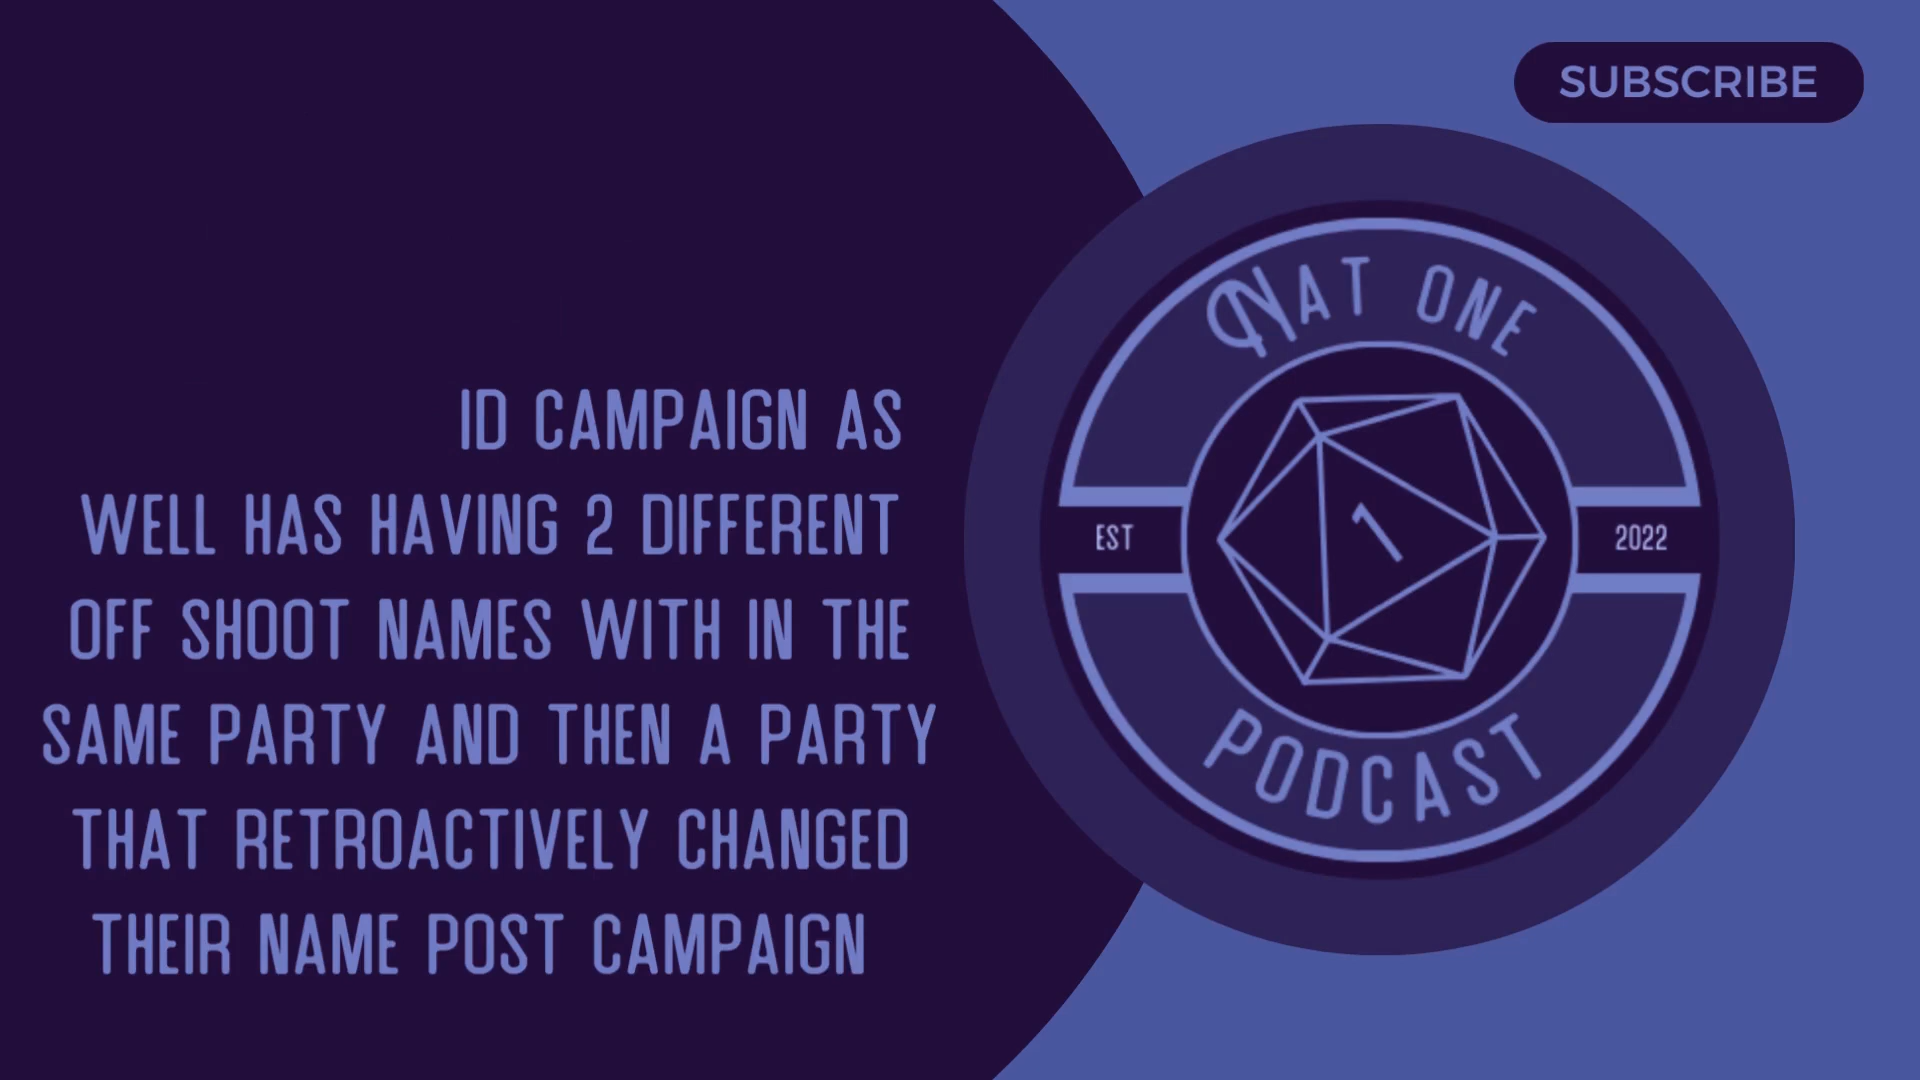 SUBSCRIBE
ID CAMPAIGN AS
WELL HAS HAVING 2 DIFFERENT
OFF SHOOT NAMES WITH IN THE
SAME PARTY AND THEN A PARTY
THAT RETROACTIVELY CHANGED
THEIR NAME POST CAMPAIGN
NAT ONE
1
EST
2022
PODCAST